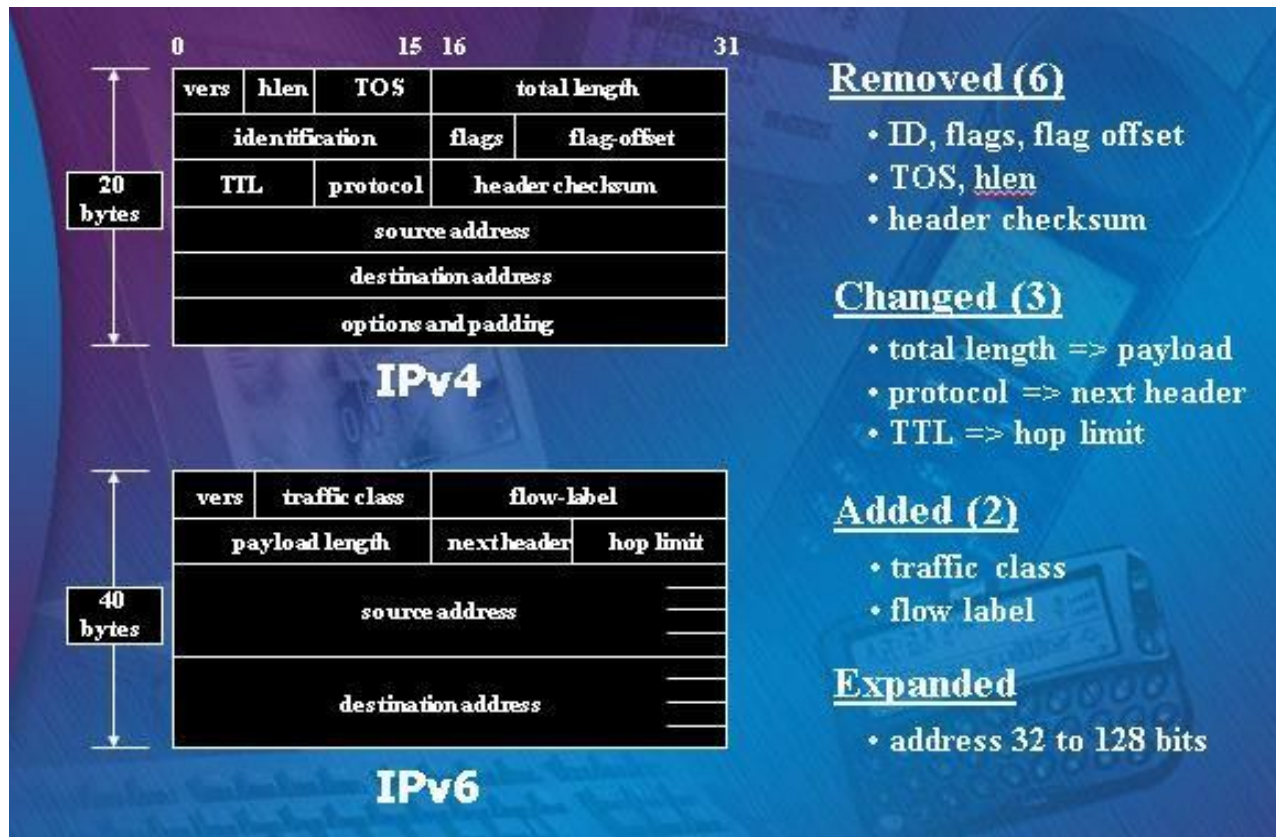 0 15 16 31
vers hlen TOS total length
identification flags flag-offset
20 bytes
TTL protocol header checksum
source address
destination address
options and padding
IPv4
vers traffic class flow-label
payload length next header hop limit
40 bytes
source address
destination address
IPv6
Removed (6)
• ID, flags, flag offset
• TOS, hlen
• header checksum
Changed (3)
• total length => payload
• protocol => next header
• TTL => hop limit
Added (2)
• traffic class
• flow label
Expanded
• address 32 to 128 bits